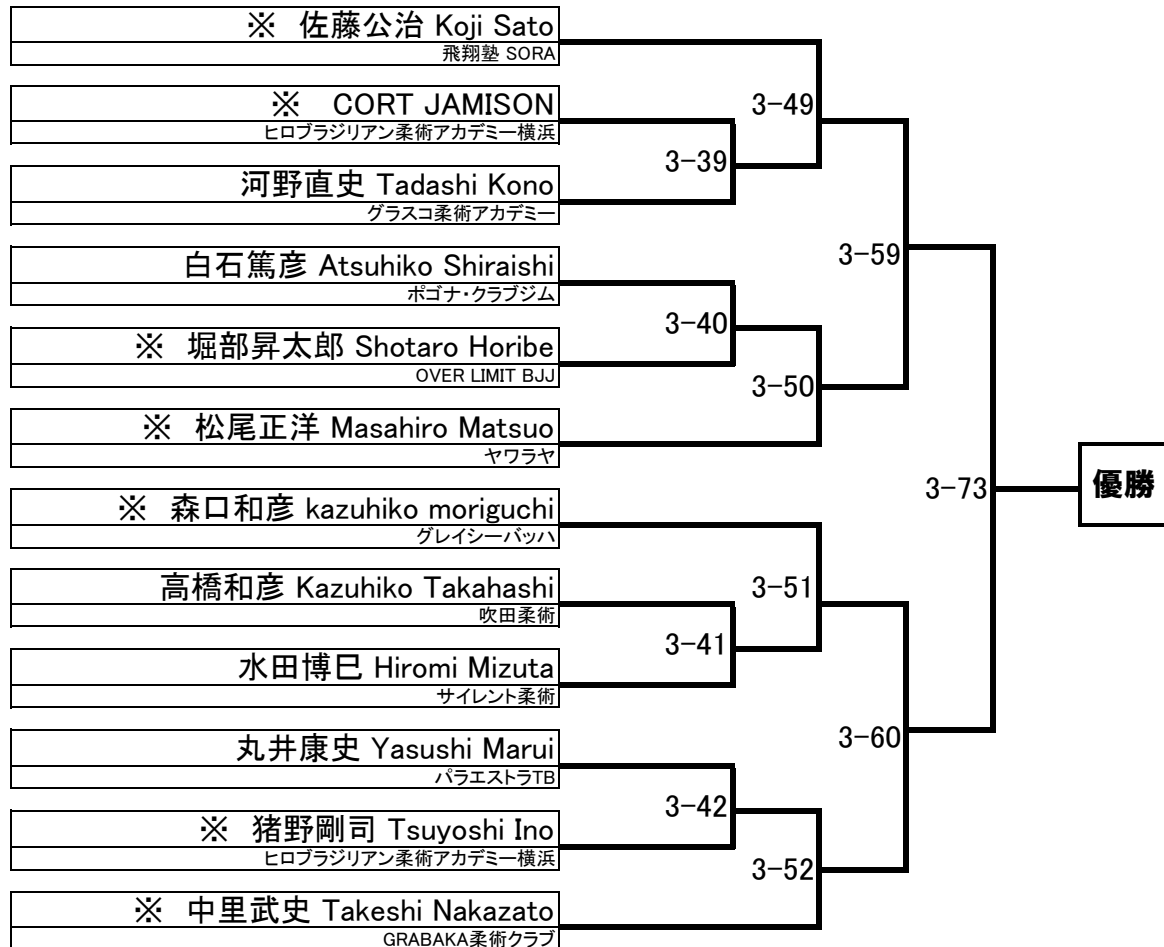 ※ 佐藤公治 Koji Sato
飛翔塾 SORA
※ CORT JAMISON
ヒロブラジリアン柔術アカデミー横浜
3-49
3-39
河野直史 Tadashi Kono
グラスコ柔術アカデミー
白石篤彦 Atsuhiko Shiraishi
ポゴナ・クラブジム
3-59
3-40
※ 堀部昇太郎 Shotaro Horibe
OVER LIMIT BJJ
3-50
※ 松尾正洋 Masahiro Matsuo
ヤワラヤ
3-73
優勝
※ 森口和彦 kazuhiko moriguchi
グレイシーバッハ
高橋和彦 Kazuhiko Takahashi
吹田柔術
3-51
3-41
水田博巳 Hiromi Mizuta
サイレント柔術
丸井康史 Yasushi Marui
パラエストラTB
3-60
3-42
※ 猪野剛司 Tsuyoshi Ino
ヒロブラジリアン柔術アカデミー横浜
3-52
※ 中里武史 Takeshi Nakazato
GRABAKA柔術クラブ